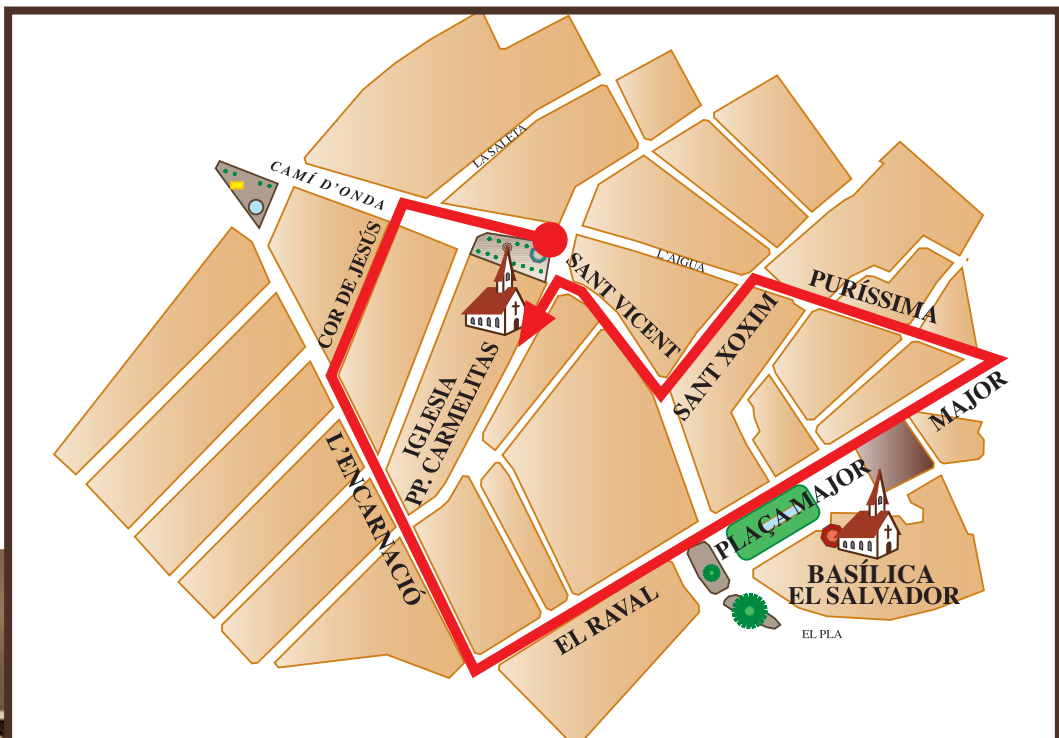 LA SALETA
CAMÍ D'ONDA
COR DE JESÚS
SANT VICENT
L'AIGUA
PURÍSSIMA
SANT XOXIM
MAJOR
IGLESIA
PP. CARMELITAS
L'ENCARNACIÓ
PLAÇA MAJOR
BASÍLICA
EL SALVADOR
EL RAVAL
EL PLA